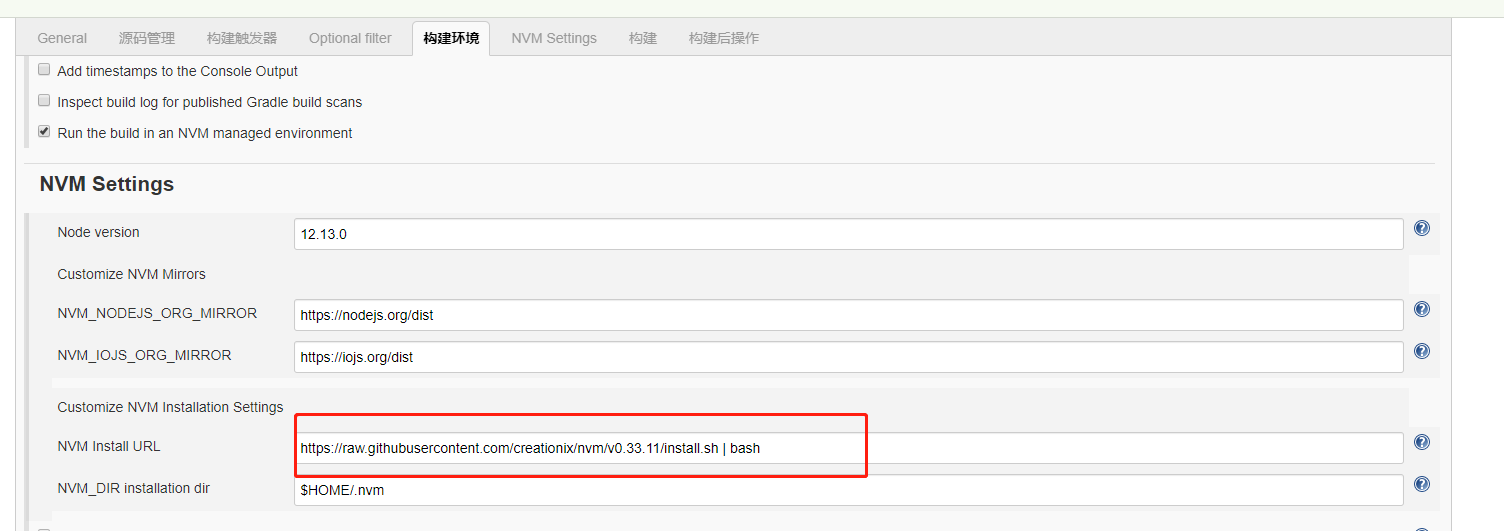 General 源码管理 构建触发器 Optional filter 构建环境 NVM Settings 构建 构建后操作
Add timestamps to the Console Output
Inspect build log for published Gradle build scans
Run the build in an NVM managed environment
NVM Settings
Node version 12.13.0
Customize NVM Mirrors
NVM_NODEJS_ORG_MIRROR https://nodejs.org/dist
NVM_IOJS_ORG_MIRROR https://iojs.org/dist
Customize NVM Installation Settings
NVM Install URL https://raw.githubusercontent.com/creationix/nvm/v0.33.11/install.sh | bash
NVM_DIR installation dir $HOME/.nvm